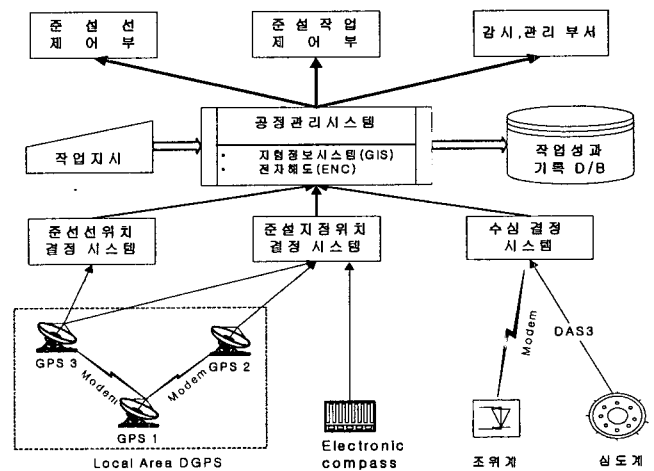 준 설 선
제 어 부
준 설 작 업
제 어 부
감 시 , 관 리 부 서
공 정 관 리 시 스 템
작 업 지 시
· 지형정보시스템(GIS)
· 전자해도(ENC)
작 업 성 과
기 록 D/B
준선선위치
결정 시스템
준설지점위치
결정 시스템
수심 결정
시스템
GPS 3
GPS 2
Modem
Modem
GPS 1
Local Area DGPS
Electronic
compass
Modem
DAS3
조위계
심도계